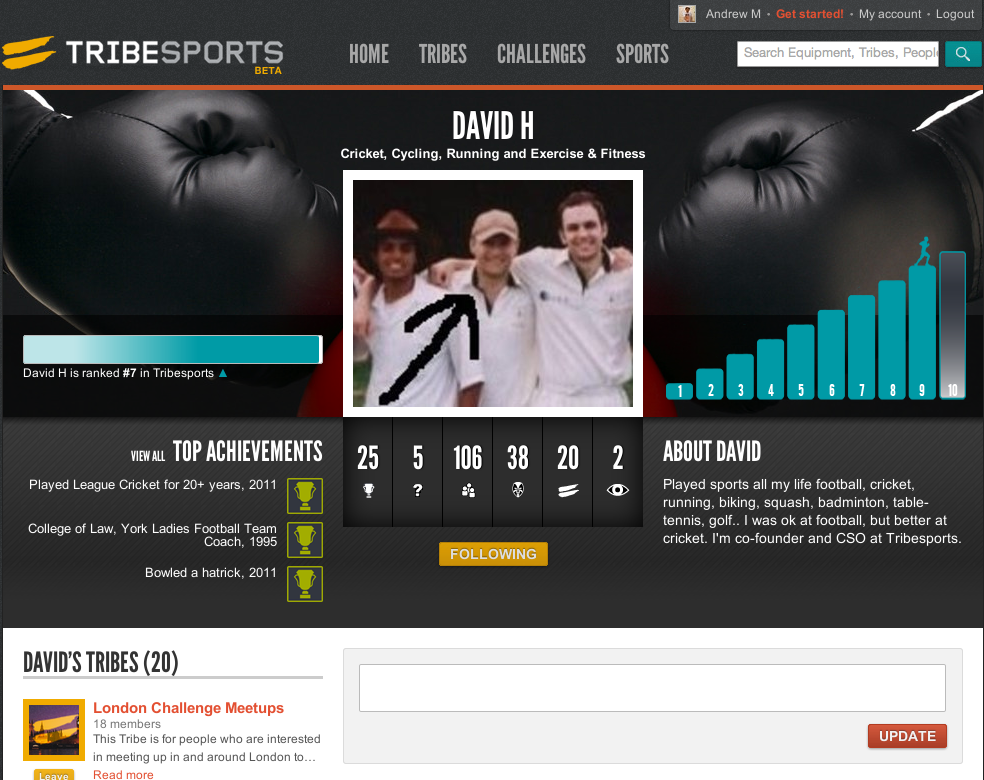 Andrew M • Get started! • My account • Logout
TRIBESPORTS
BETA
HOME TRIBES CHALLENGES SPORTS
Search Equipment, Tribes, People
DAVID H
Cricket, Cycling, Running and Exercise & Fitness
David H is ranked #7 in Tribesports
1 2 3 4 5 6 7 8 9 10
VIEW ALL TOP ACHIEVEMENTS
Played League Cricket for 20+ years, 2011
College of Law, York Ladies Football Team
Coach, 1995
Bowled a hatrick, 2011
25 5 106 38 20 2
?
FOLLOWING
ABOUT DAVID
Played sports all my life football, cricket,
running, biking, squash, badminton, table-
tennis, golf.. I was ok at football, but better at
cricket. I'm co-founder and CSO at Tribesports.
DAVID'S TRIBES (20)
London Challenge Meetups
18 members
This Tribe is for people who are interested
in meeting up in and around London to…
Leave
Read more
UPDATE